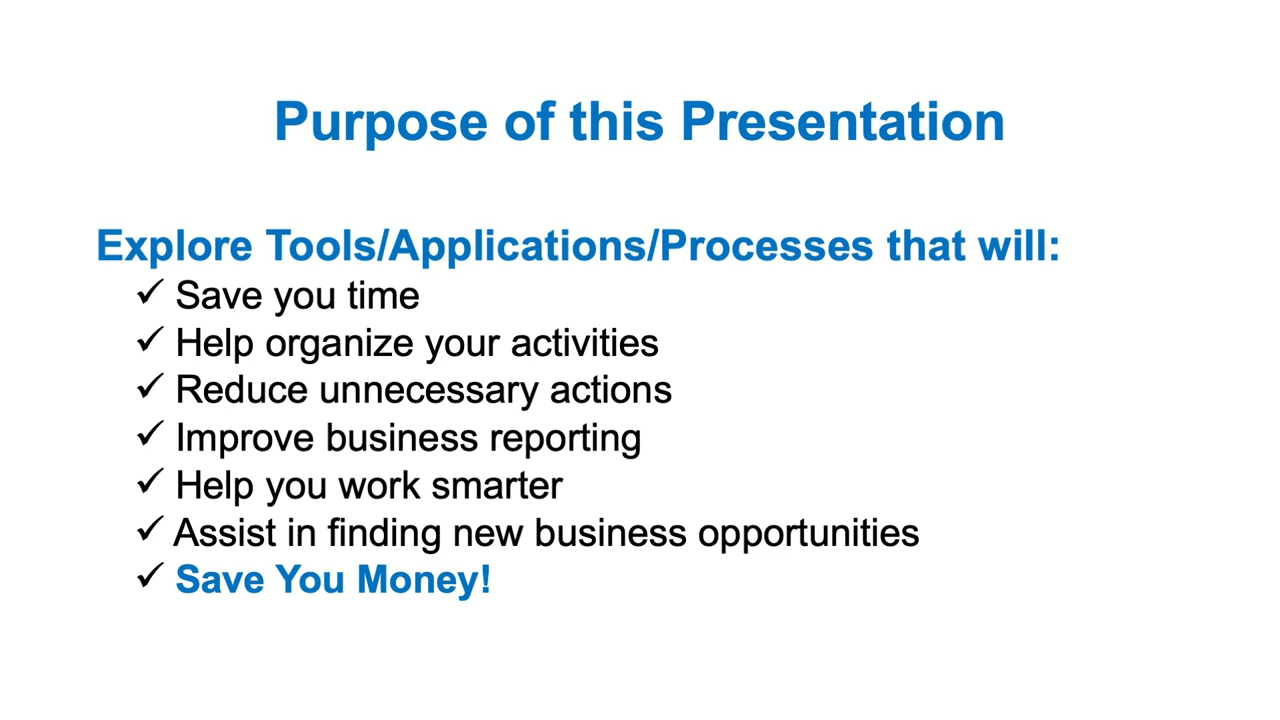 Purpose of this Presentation
Explore Tools/Applications/Processes that will:
✓ Save you time
✓ Help organize your activities
✓ Reduce unnecessary actions
✓ Improve business reporting
✓ Help you work smarter
✓ Assist in finding new business opportunities
✓ Save You Money!